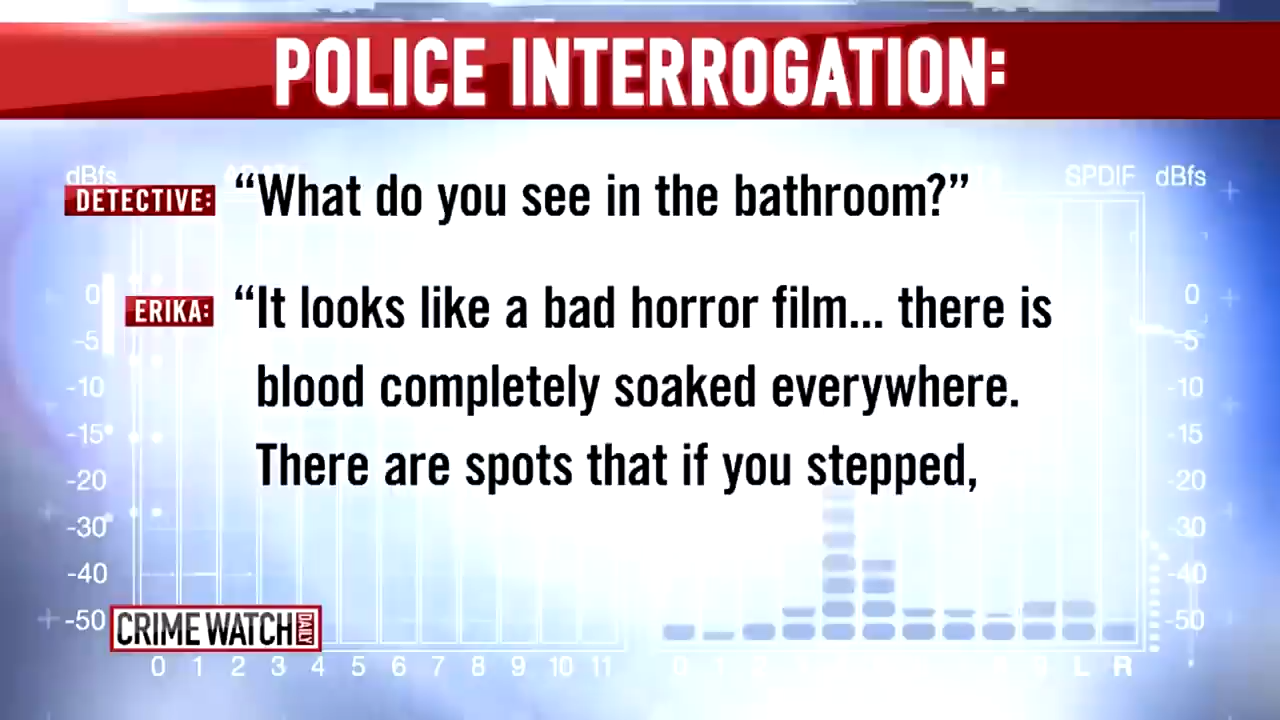 POLICE INTERROGATION:
dBfs
SPDIF dBfs
DETECTIVE: “What do you see in the bathroom?”
ERIKA: “It looks like a bad horror film... there is
blood completely soaked everywhere.
There are spots that if you stepped,
0
-5
-10
-15
-20
-30
-40
-50
0
-5
-10
-15
-20
-30
-40
-50
CRIME WATCH DAILY
0 1 2 3 4 5 6 7 8 9 10 11
0 1 L R